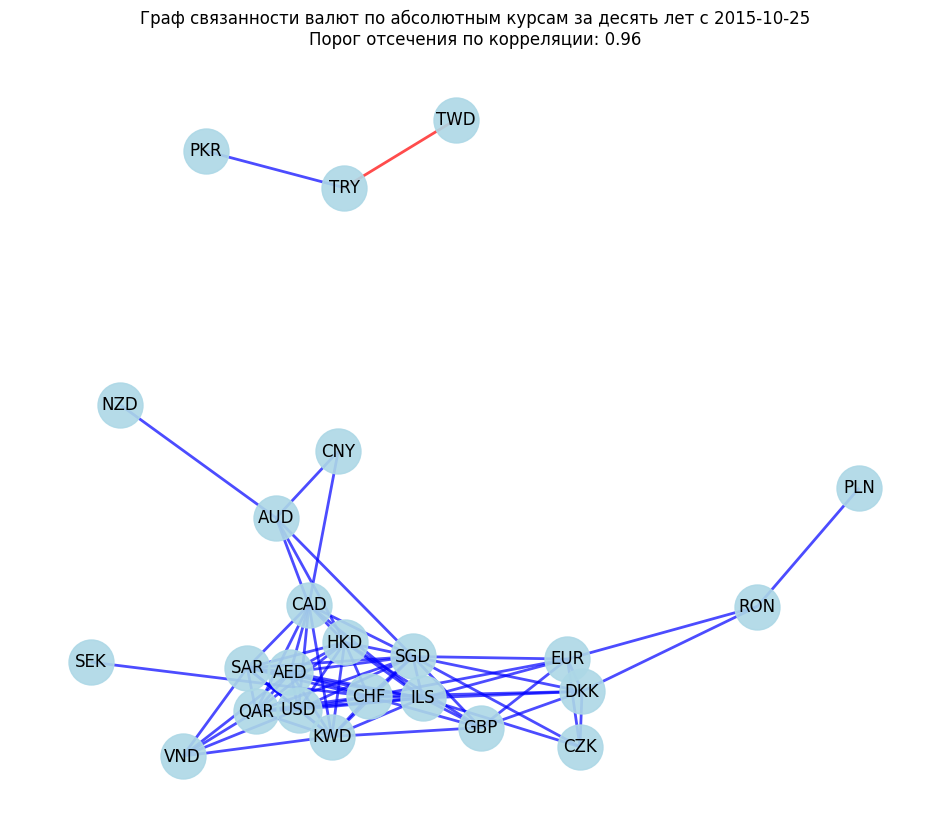 Граф связанности валют по абсолютным курсам за десять лет с 2015-10-25
Порог отсечения по корреляции: 0.96
TWD
PKR
TRY
NZD
CNY
PLN
AUD
CAD
RON
HKD
SGD
EUR
SEK
SAR
AED
DKK
CHF
ILS
QAR
USD
GBP
KWD
CZK
VND